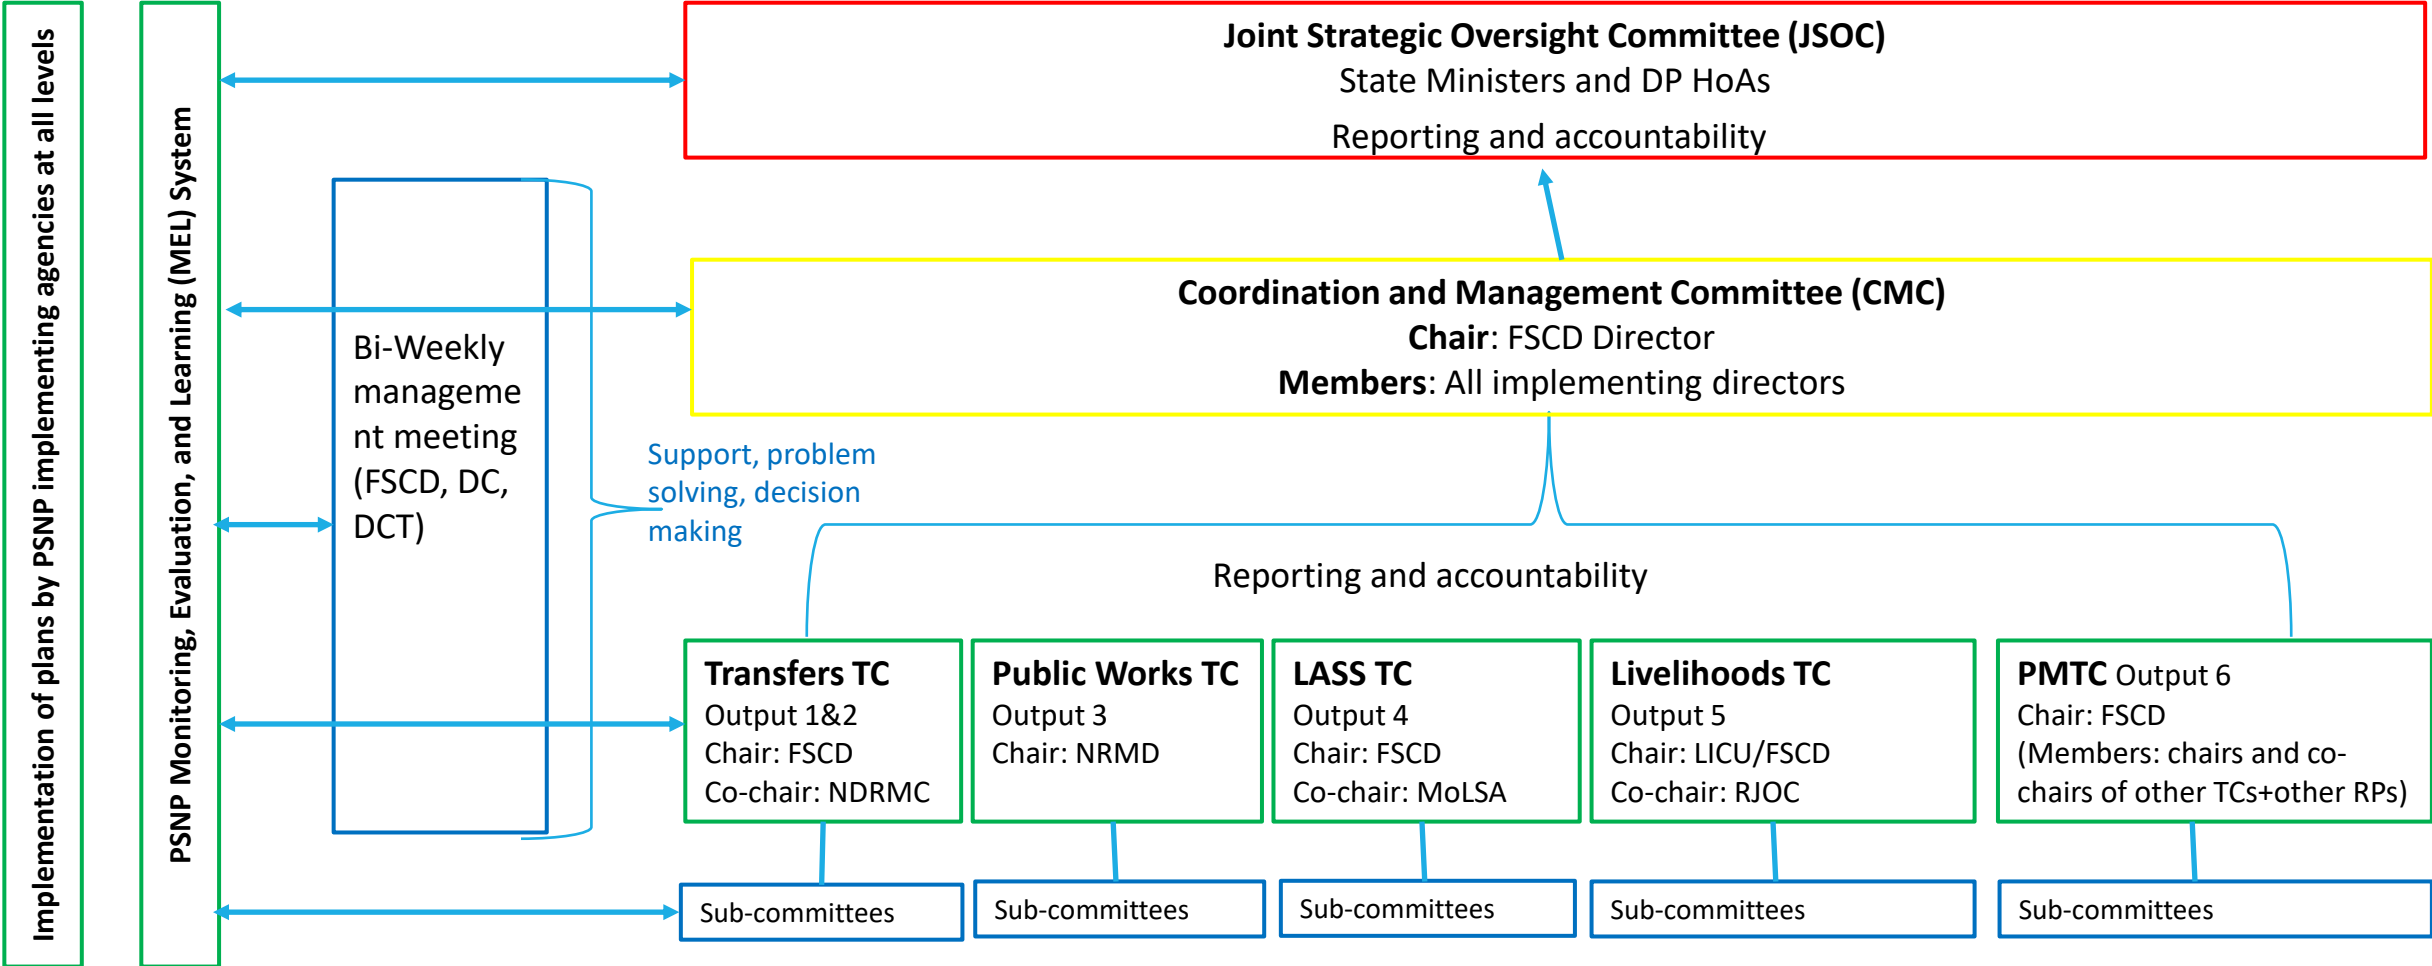 Implementation of plans by PSNP implementing agencies at all levels
PSNP Monitoring, Evaluation, and Learning (MEL) System
Joint Strategic Oversight Committee (JSOC)
State Ministers and DP HoAs
Reporting and accountability
Bi-Weekly
manageme
nt meeting
(FSCD, DC,
DCT)
Support, problem
solving, decision
making
Coordination and Management Committee (CMC)
Chair: FSCD Director
Members: All implementing directors
Reporting and accountability
Transfers TC
Output 1&2
Chair: FSCD
Co-chair: NDRMC
Public Works TC
Output 3
Chair: NRMD
LASS TC
Output 4
Chair: FSCD
Co-chair: MoLSA
Livelihoods TC
Output 5
Chair: LICU/FSCD
Co-chair: RJOC
PMTC Output 6
Chair: FSCD
(Members: chairs and co-
chairs of other TCs+other RPs)
Sub-committees
Sub-committees
Sub-committees
Sub-committees
Sub-committees